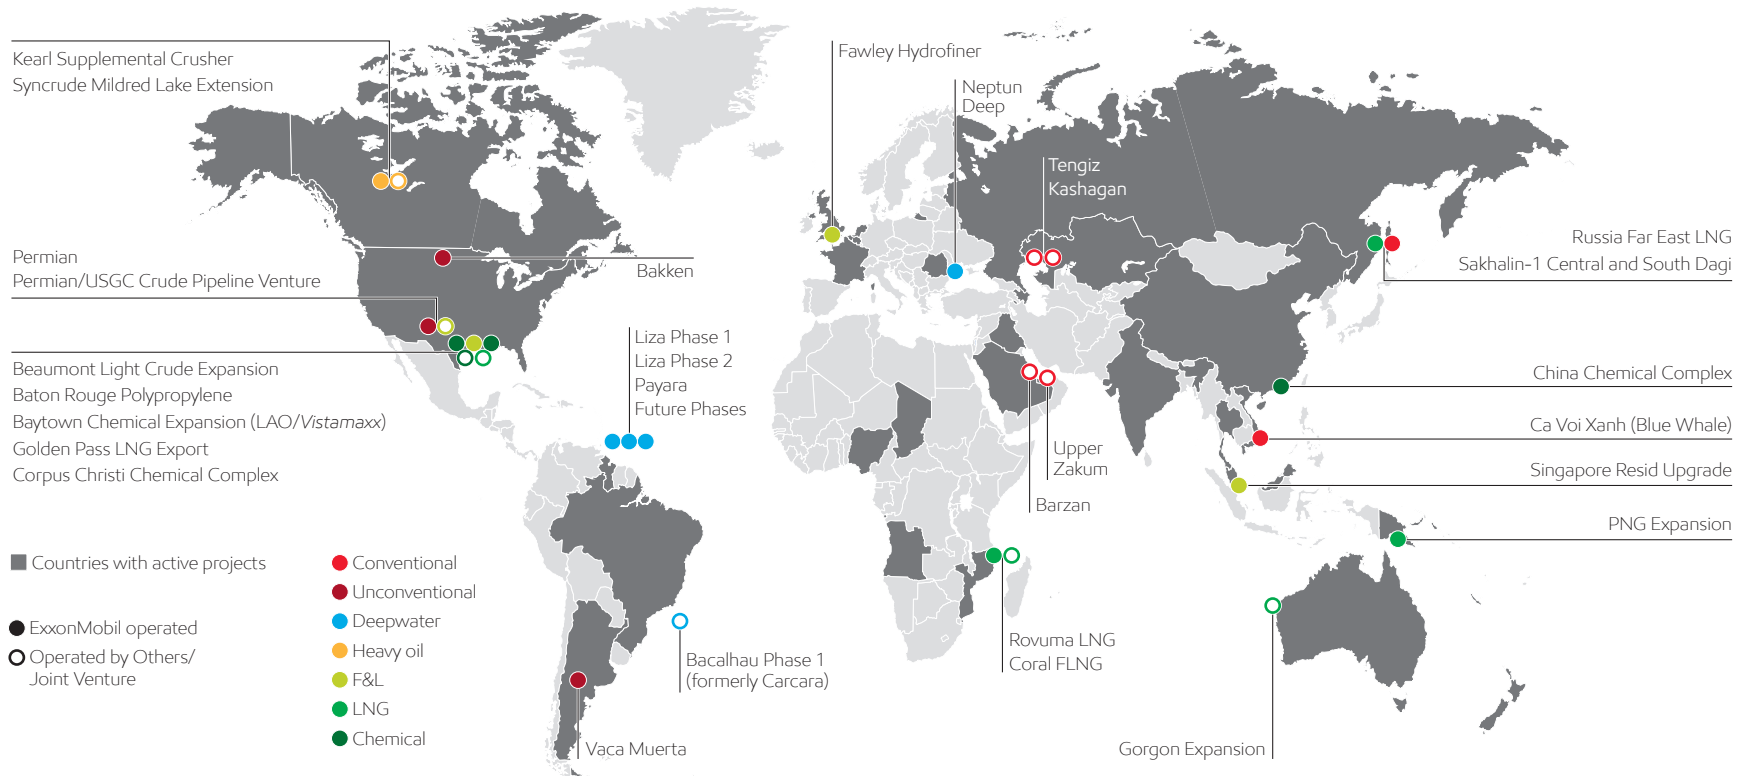 Kearl Supplemental Crusher
Syncrude Mildred Lake Extension
Fawley Hydrofiner
Neptun
Deep
Tengiz
Kashagan
Permian
Permian/USGC Crude Pipeline Venture
Bakken
Russia Far East LNG
Sakhalin-1 Central and South Dagi
Liza Phase 1
Liza Phase 2
Payara
Future Phases
Beaumont Light Crude Expansion
Baton Rouge Polypropylene
Baytown Chemical Expansion (LAO/Vistamaxx)
Golden Pass LNG Export
Corpus Christi Chemical Complex
China Chemical Complex
Ca Voi Xanh (Blue Whale)
Singapore Resid Upgrade
PNG Expansion
Upper
Zakum
Barzan
Countries with active projects
ExxonMobil operated
Operated by Others/
Joint Venture
Conventional
Unconventional
Deepwater
Heavy oil
F&L
LNG
Chemical
Bacalhau Phase 1
(formerly Carcara)
Vaca Muerta
Rovuma LNG
Coral FLNG
Gorgon Expansion